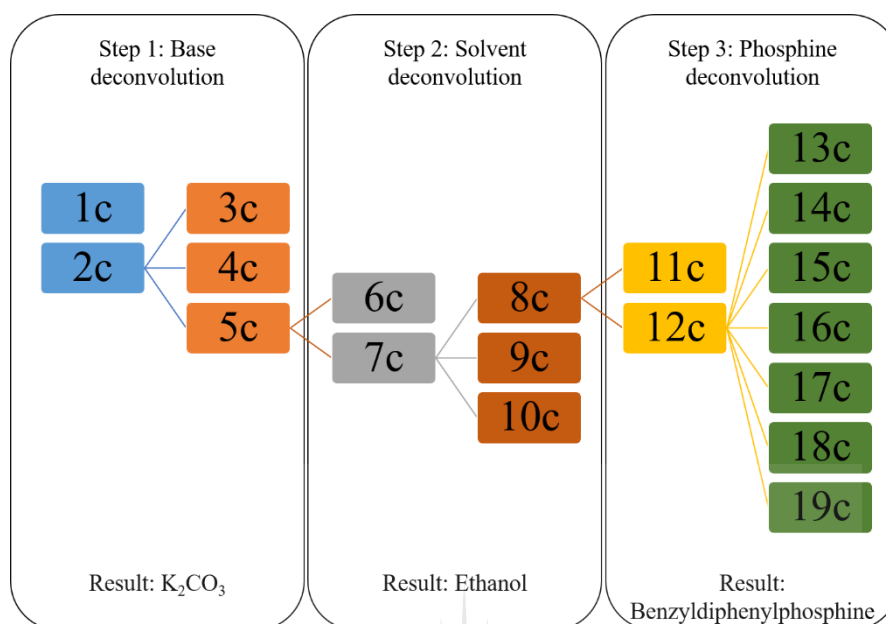 Step 1: Base
deconvolution
1c
2c
3c
4c
5c
Result: K₂CO₃
Step 2: Solvent
deconvolution
6c
7c
8c
9c
10c
Result: Ethanol
Step 3: Phosphine
deconvolution
11c
12c
13c
14c
15c
16c
17c
18c
19c
Result:
Benzyldiphenylphosphine